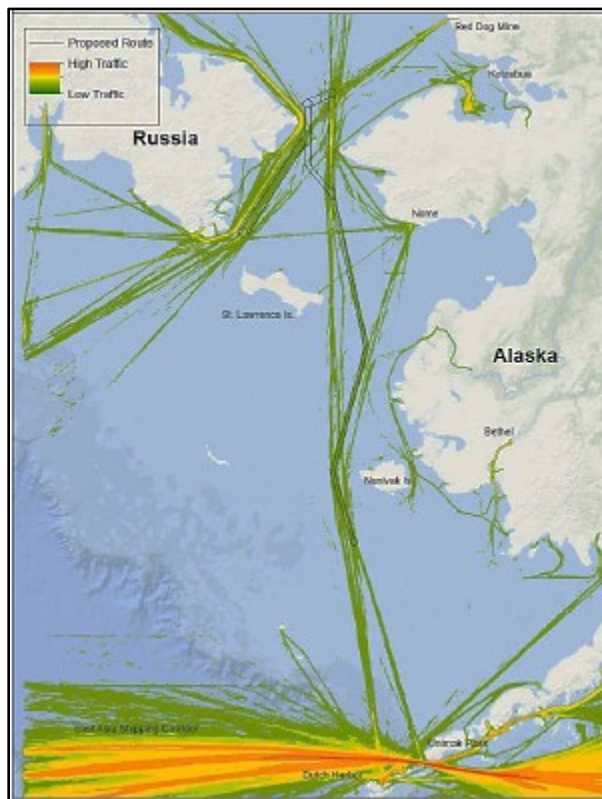 Proposed Route
High Traffic
Low Traffic
Red Dog Mine
Kotzebue
Russia
Nome
St. Lawrence Is.
Alaska
Bethel
Nunivak Is
East Asia Shipping Corridor
Unimak Pass
Dutch Harbor